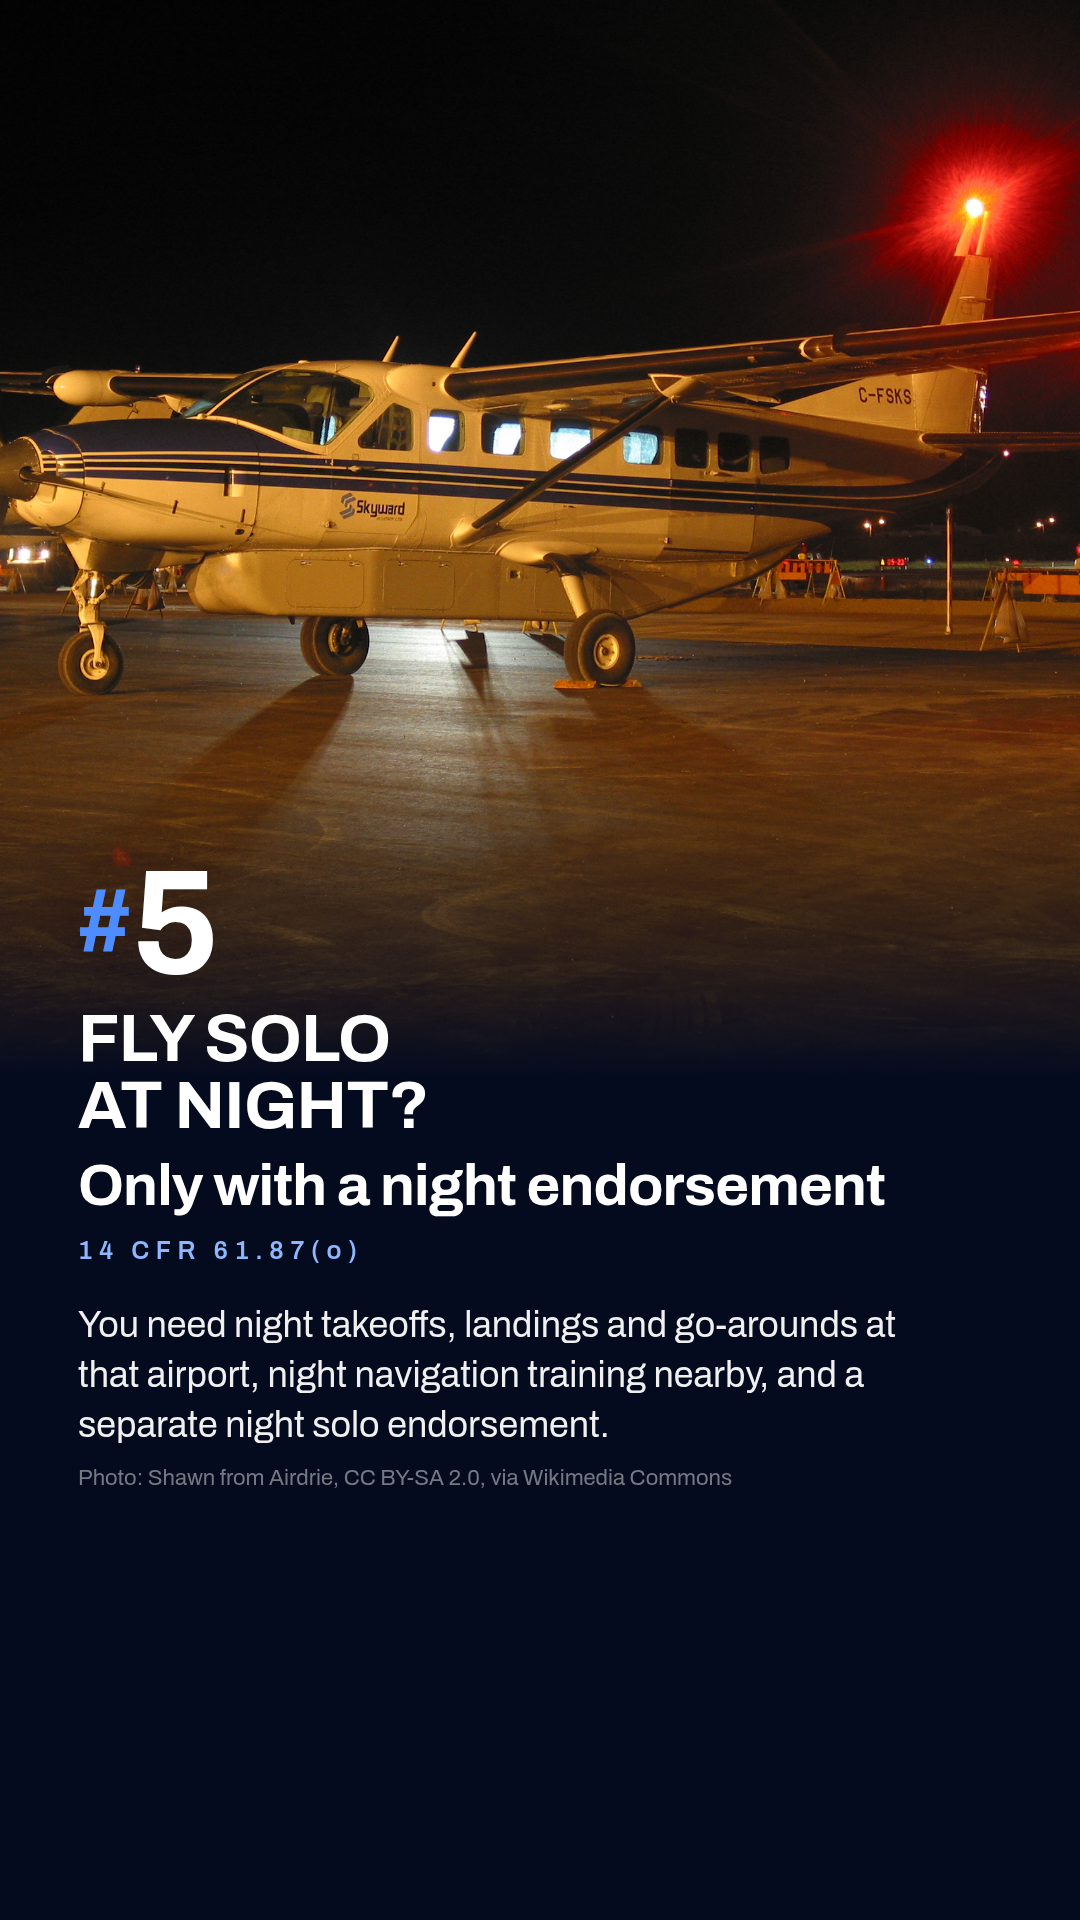 C-FSKS
Skyward
#5
FLY SOLO
AT NIGHT?
Only with a night endorsement
14 CFR 61.87(o)
You need night takeoffs, landings and go-arounds at
that airport, night navigation training nearby, and a
separate night solo endorsement.
Photo: Shawn from Airdrie, CC BY-SA 2.0, via Wikimedia Commons